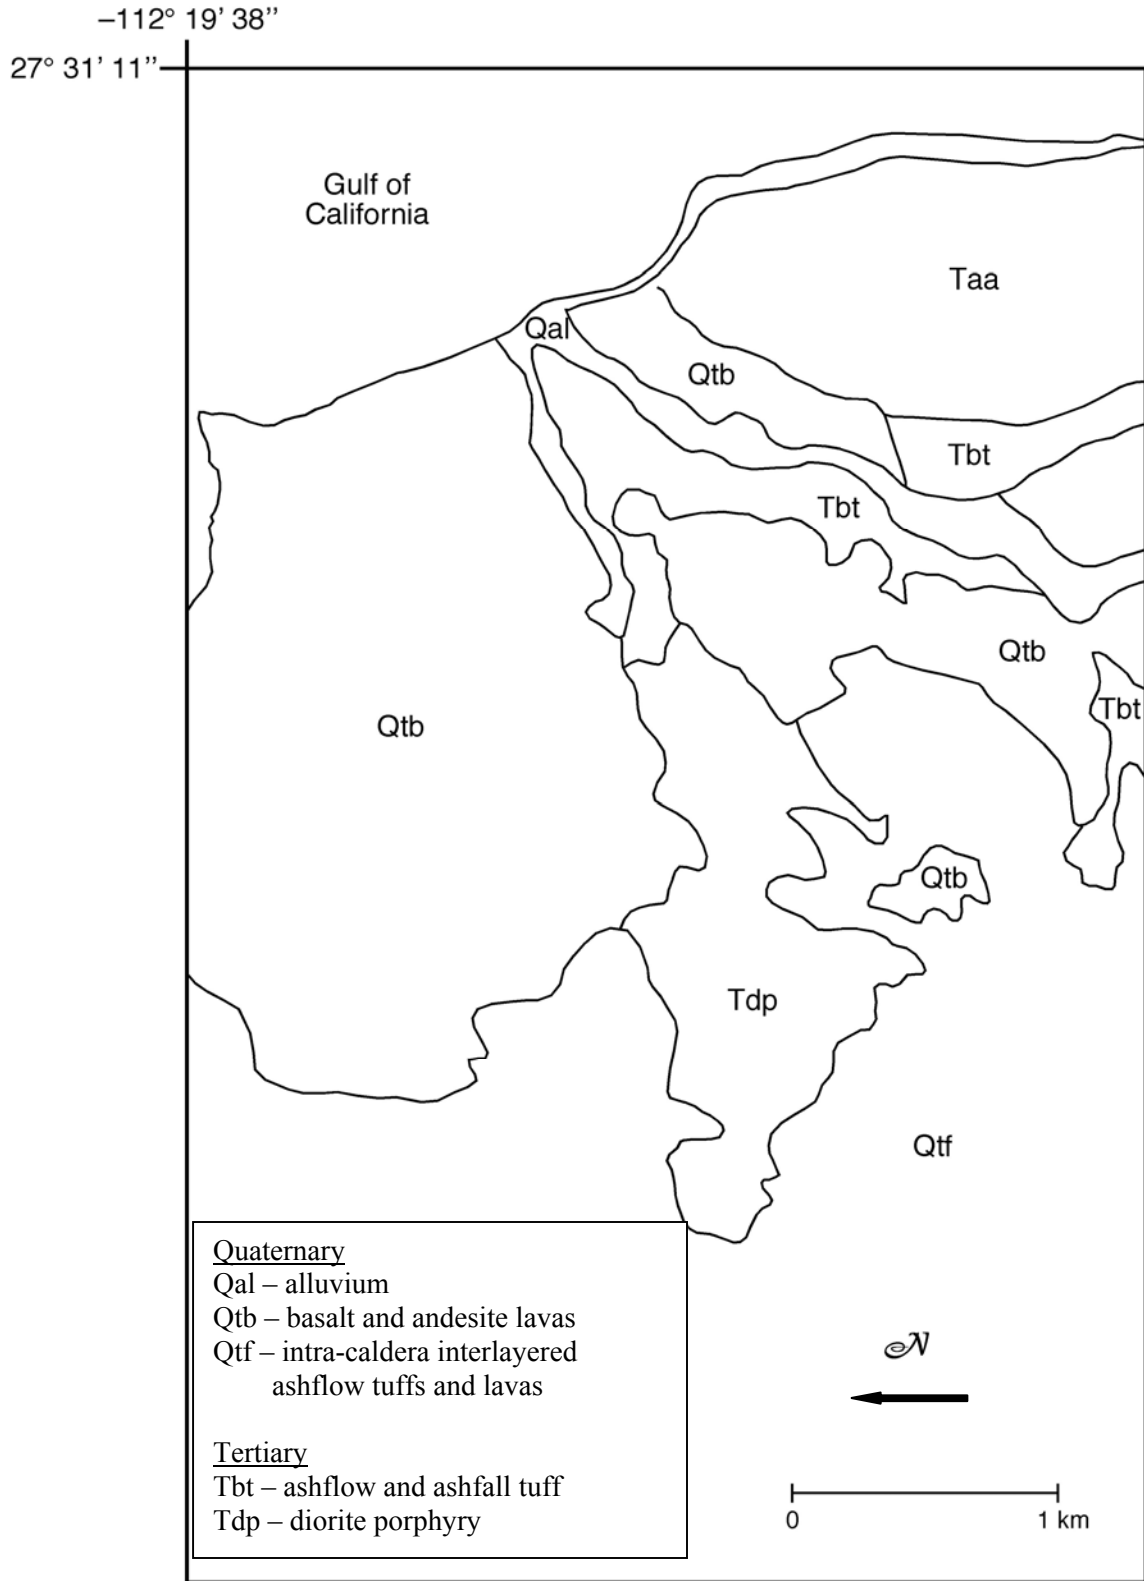 –112° 19' 38’’
27° 31' 11’’
Gulf of
California
Taa
Qal
Qtb
Tbt
Tbt
Qtb
Tbt
Qtb
Qtb
Tdp
Qtf
Quaternary
Qal – alluvium
Qtb – basalt and andesite lavas
Qtf – intra-caldera interlayered
ashflow tuffs and lavas
Tertiary
Tbt – ashflow and ashfall tuff
Tdp – diorite porphyry
N
0
1 km